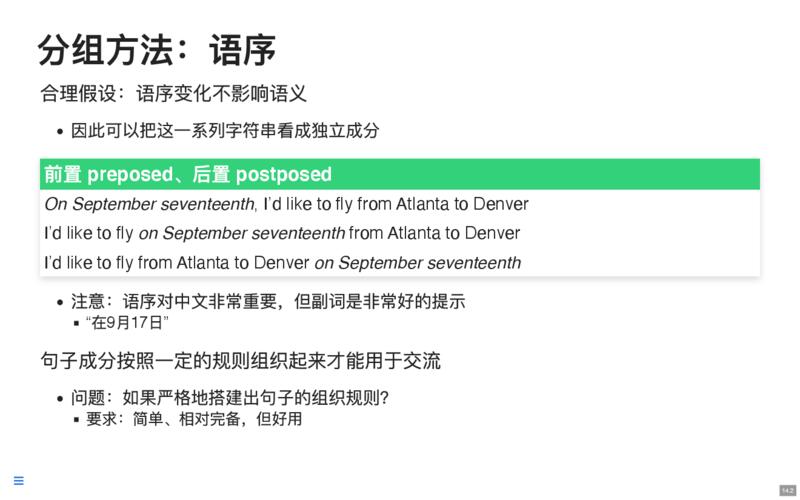 分组方法：语序
合理假设：语序变化不影响语义
• 因此可以把这一系列字符串看成独立成分
前置 preposed、后置 postposed
On September seventeenth, I'd like to fly from Atlanta to Denver
I'd like to fly on September seventeenth from Atlanta to Denver
I'd like to fly from Atlanta to Denver on September seventeenth
• 注意：语序对中文非常重要，但副词是非常好的提示
▪ “在9月17日”
句子成分按照一定的规则组织起来才能用于交流
• 问题：如果严格地搭建出句子的组织规则？
▪ 要求：简单、相对完备，但好用
14.2